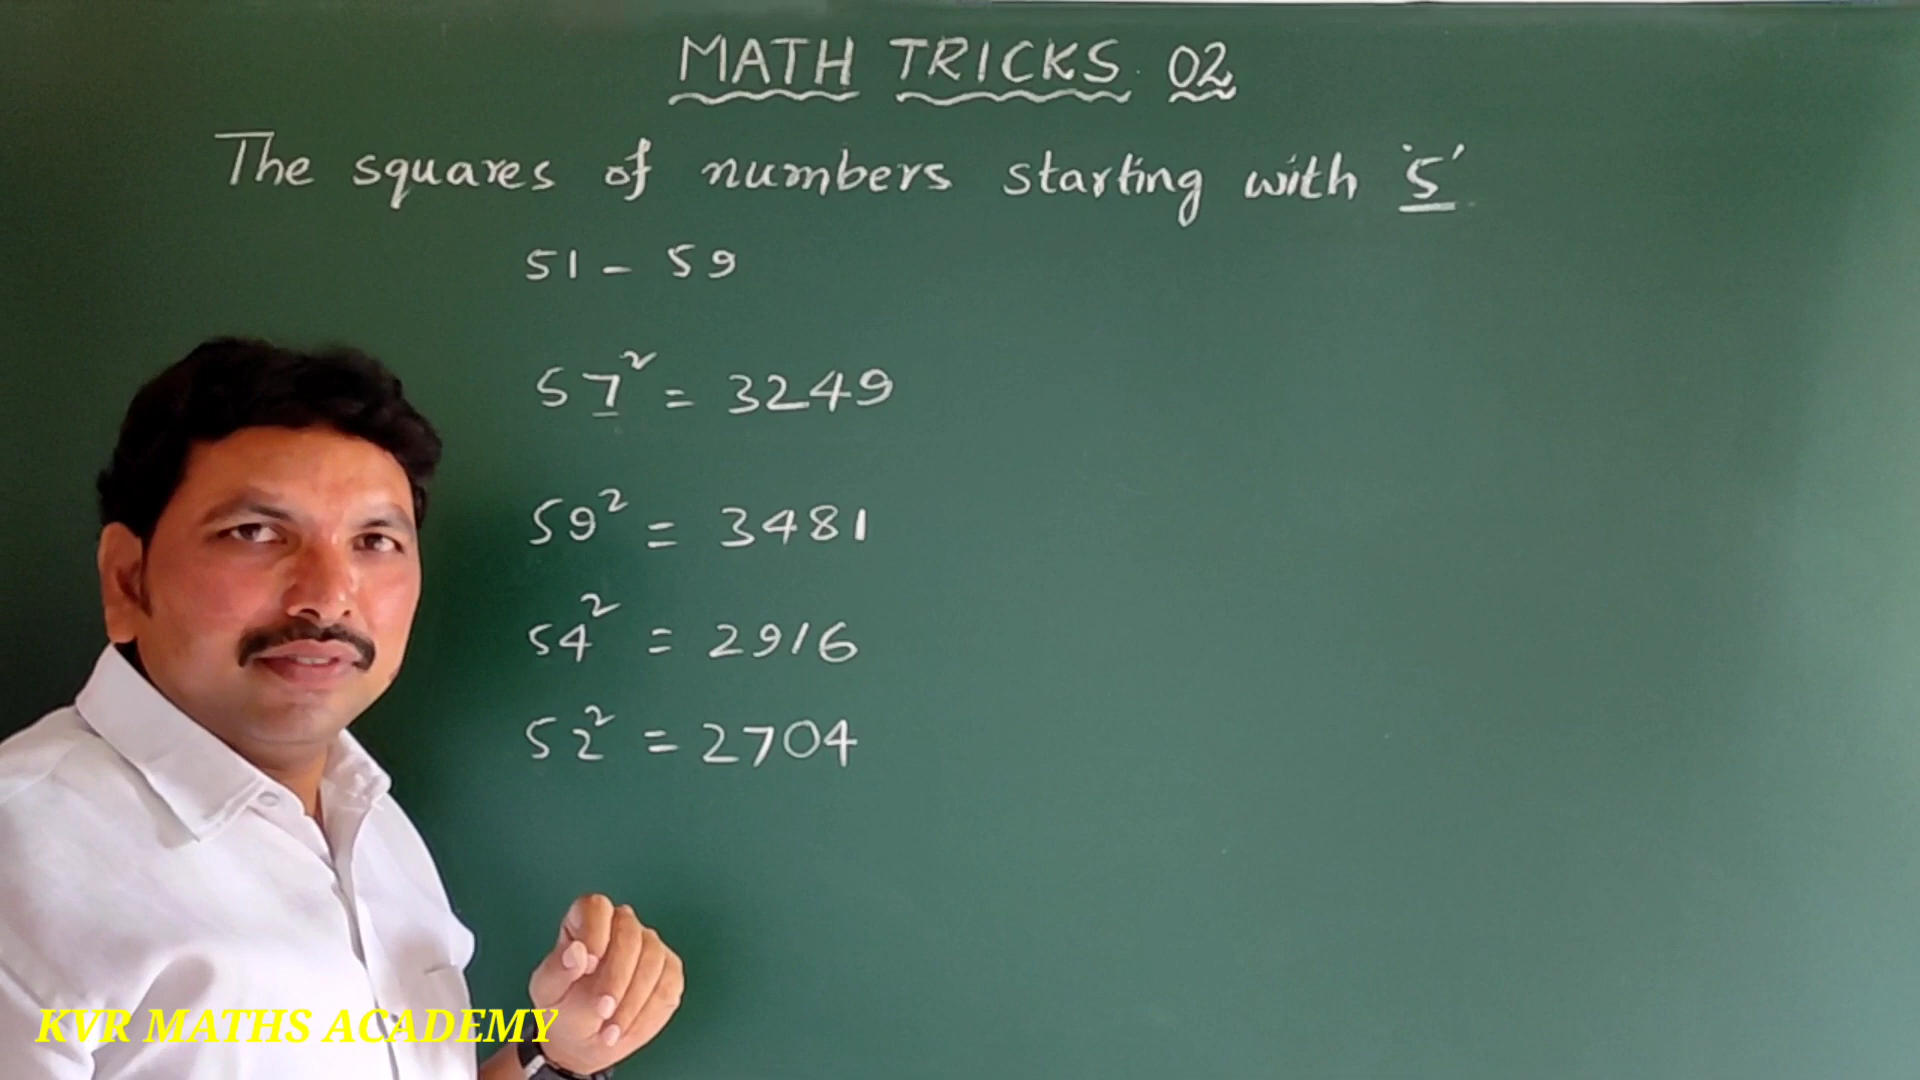 MATH TRICKS 02
The squares of numbers starting with '5'
51 - 59
57² = 3249
59² = 3481
54² = 2916
52² = 2704
KVR MATHS ACADEMY